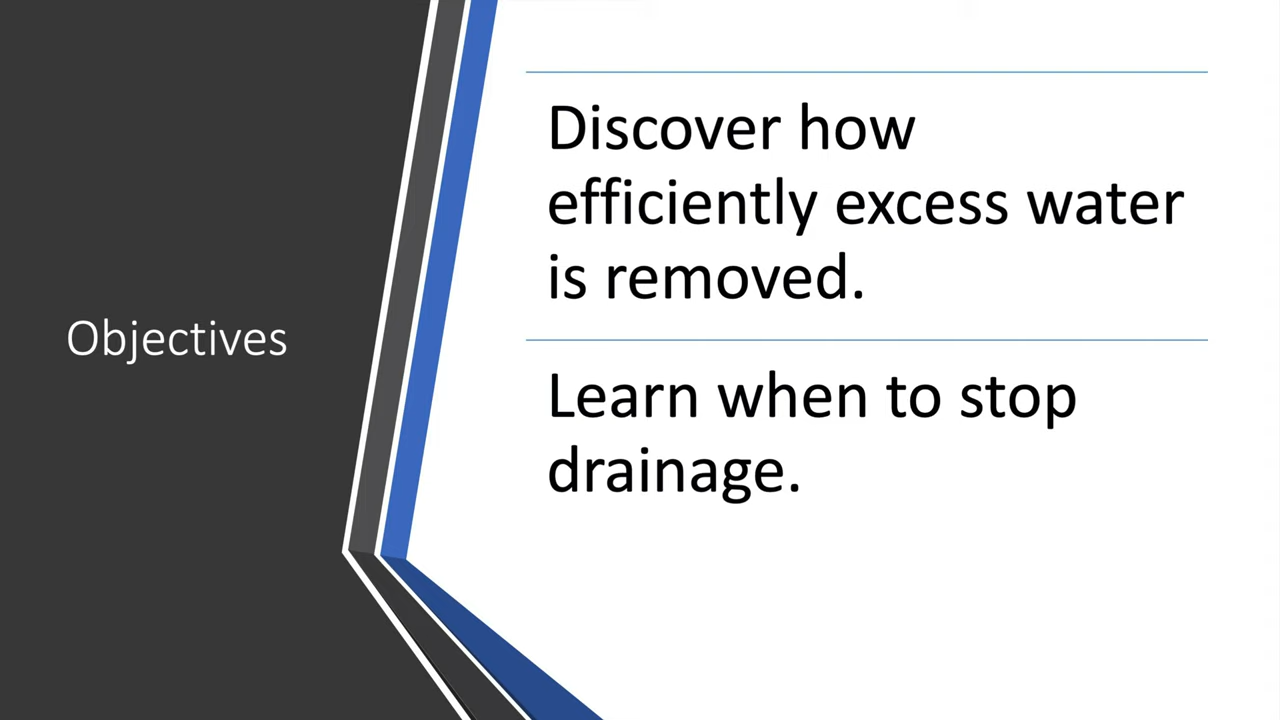 Objectives
Discover how
efficiently excess water
is removed.
Learn when to stop
drainage.